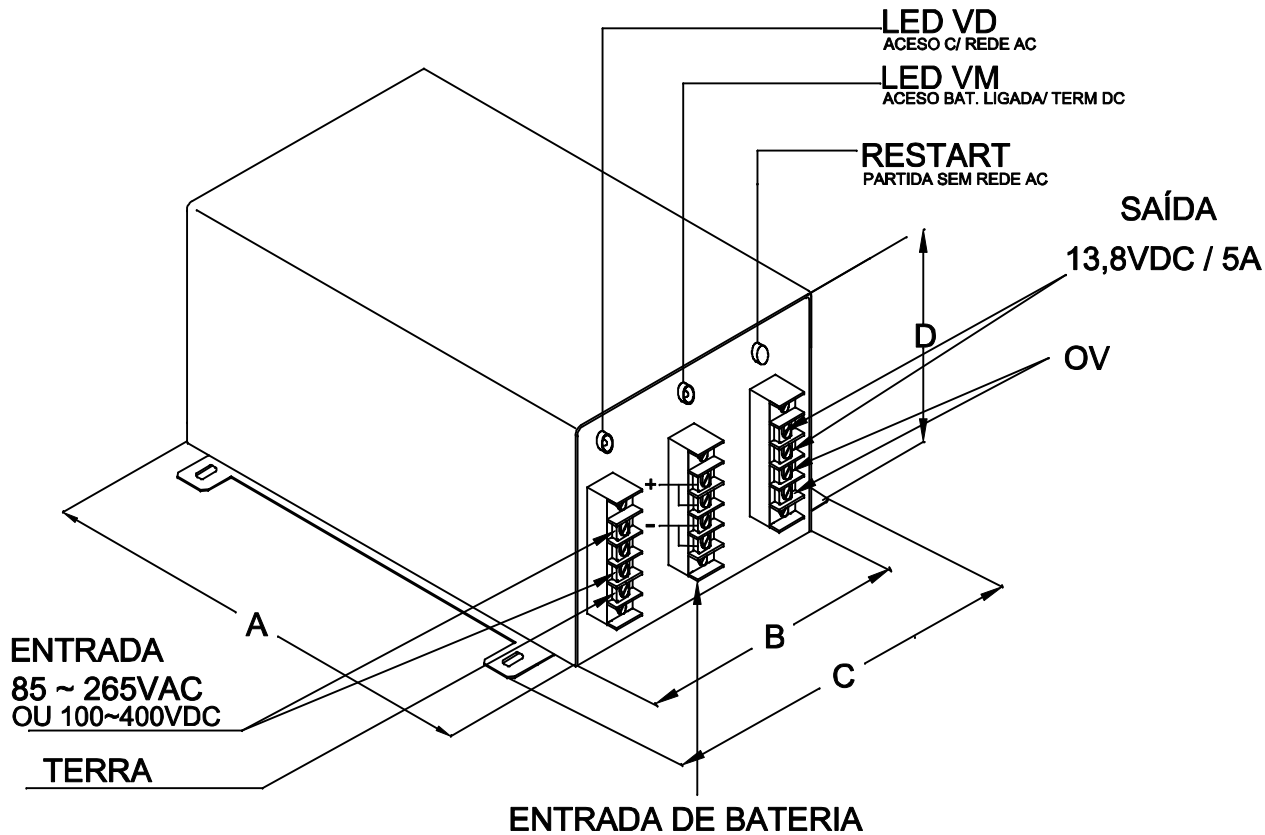 LED VD
ACESO C/ REDE AC
LED VM
ACESO BAT. LIGADA/ TERM DC
RESTART
PARTIDA SEM REDE AC
SAÍDA
13,8VDC / 5A
D
OV
+
-
A
B
C
ENTRADA
85 ~ 265VAC
OU 100~400VDC
TERRA
ENTRADA DE BATERIA